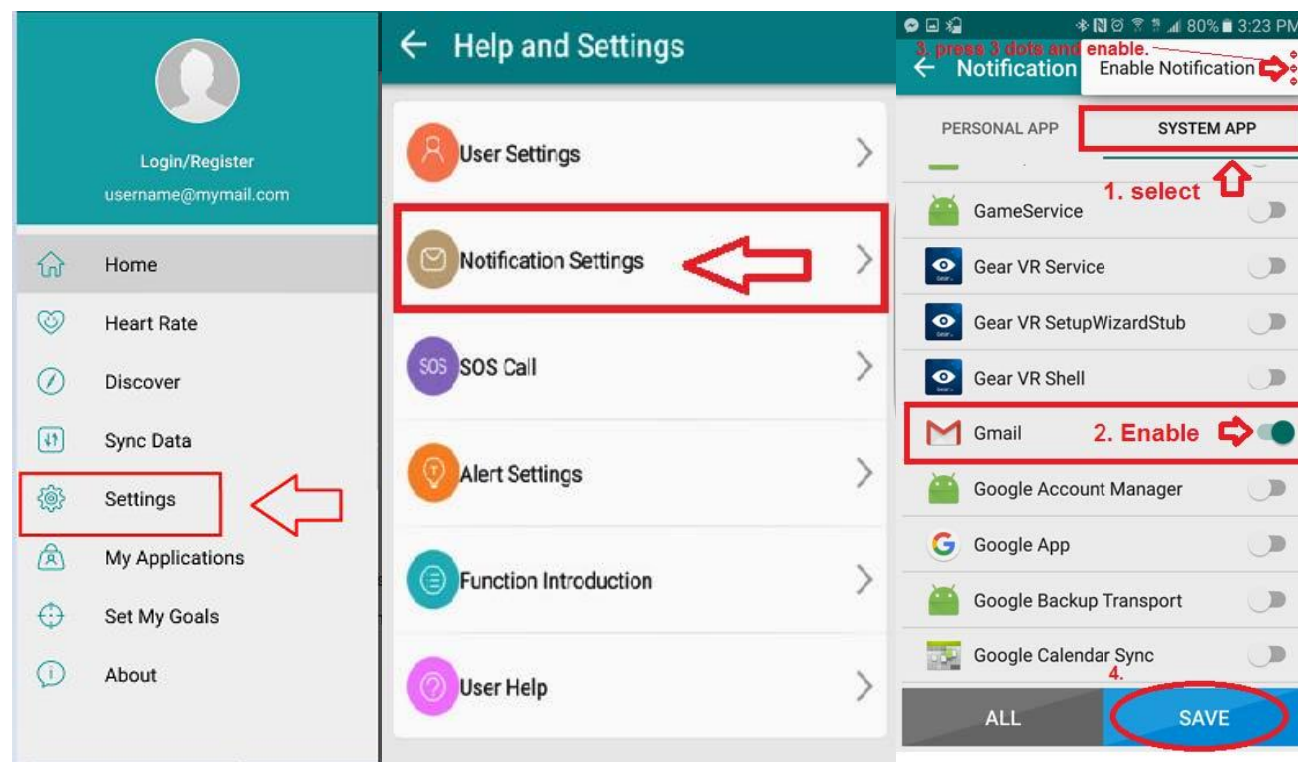 Login/Register
username@mymail.com
Home
Heart Rate
Discover
Sync Data
Settings
My Applications
Set My Goals
About
Help and Settings
User Settings
Notification Settings
SOS
SOS Call
Alert Settings
Function Introduction
User Help
80% 3:23 PM
3. press 3 dots and enable.
Notification
Enable Notification
PERSONAL APP
SYSTEM APP
1. select
GameService
Gear VR Service
Gear VR SetupWizardStub
Gear VR Shell
Gmail
2. Enable
Google Account Manager
Google App
Google Backup Transport
Google Calendar Sync
4.
ALL
SAVE